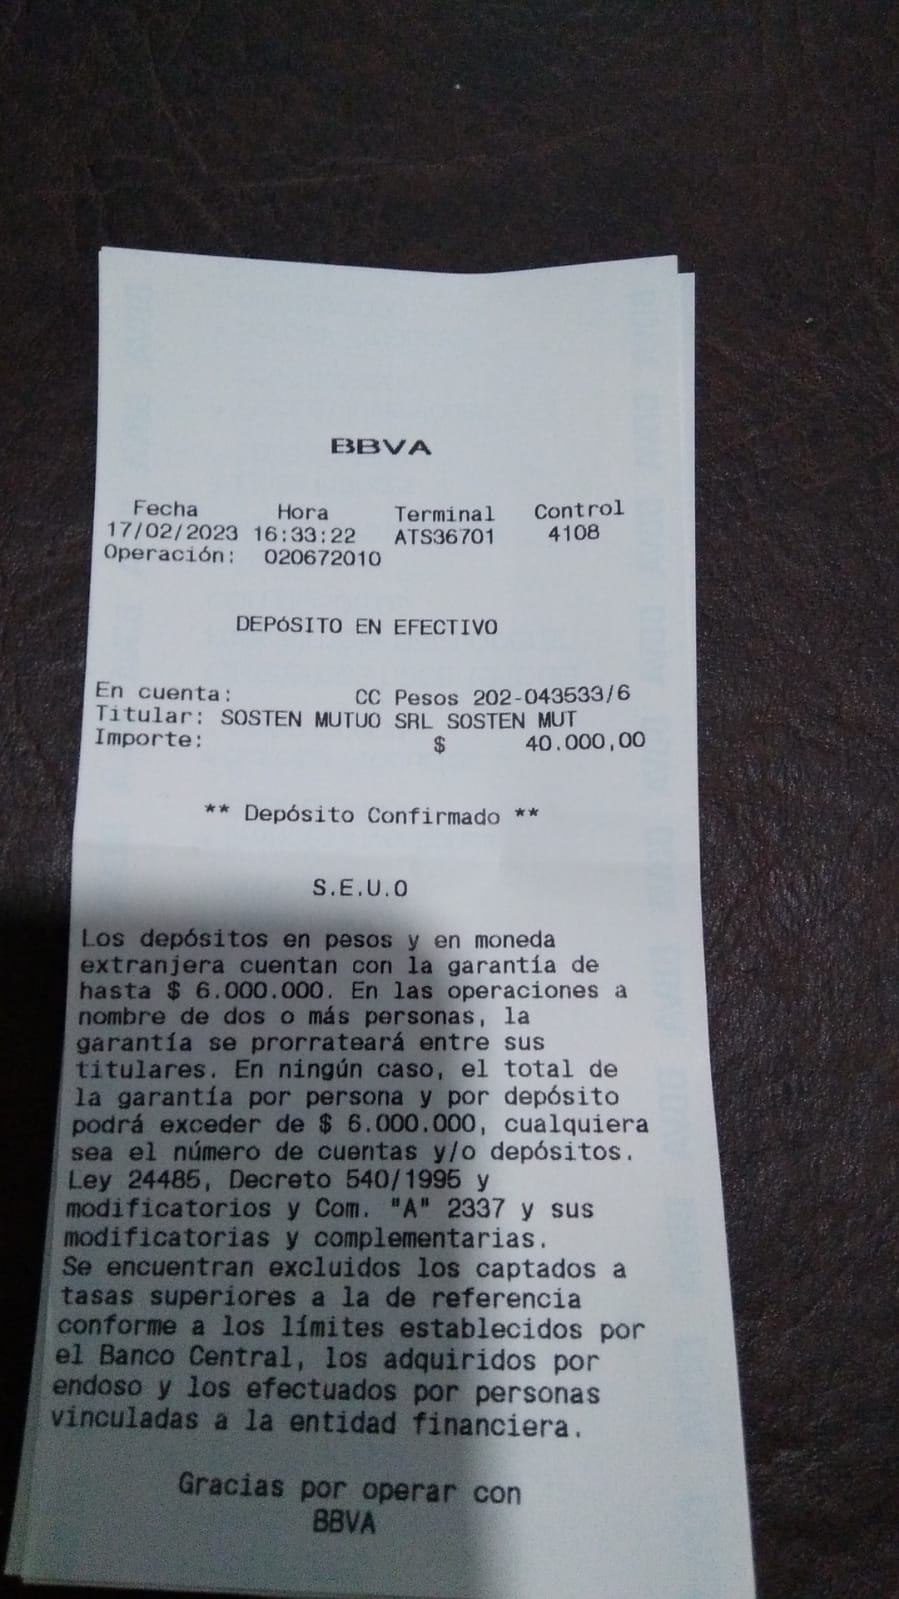 BBVA
Fecha Hora Terminal Control
17/02/2023 16:33:22 ATS36701 4108
Operación: 020672010
DEPóSITO EN EFECTIVO
En cuenta: CC Pesos 202-043533/6
Titular: SOSTEN MUTUO SRL SOSTEN MUT
Importe: $ 40.000,00
** Depósito Confirmado **
S.E.U.O
Los depósitos en pesos y en moneda
extranjera cuentan con la garantía de
hasta $ 6.000.000. En las operaciones a
nombre de dos o más personas, la
garantía se prorrateará entre sus
titulares. En ningún caso, el total de
la garantía por persona y por depósito
podrá exceder de $ 6.000.000, cualquiera
sea el número de cuentas y/o depósitos.
Ley 24485, Decreto 540/1995 y
modificatorios y Com. "A" 2337 y sus
modificatorias y complementarias.
Se encuentran excluidos los captados a
tasas superiores a la de referencia
conforme a los límites establecidos por
el Banco Central, los adquiridos por
endoso y los efectuados por personas
vinculadas a la entidad financiera.
Gracias por operar con
BBVA